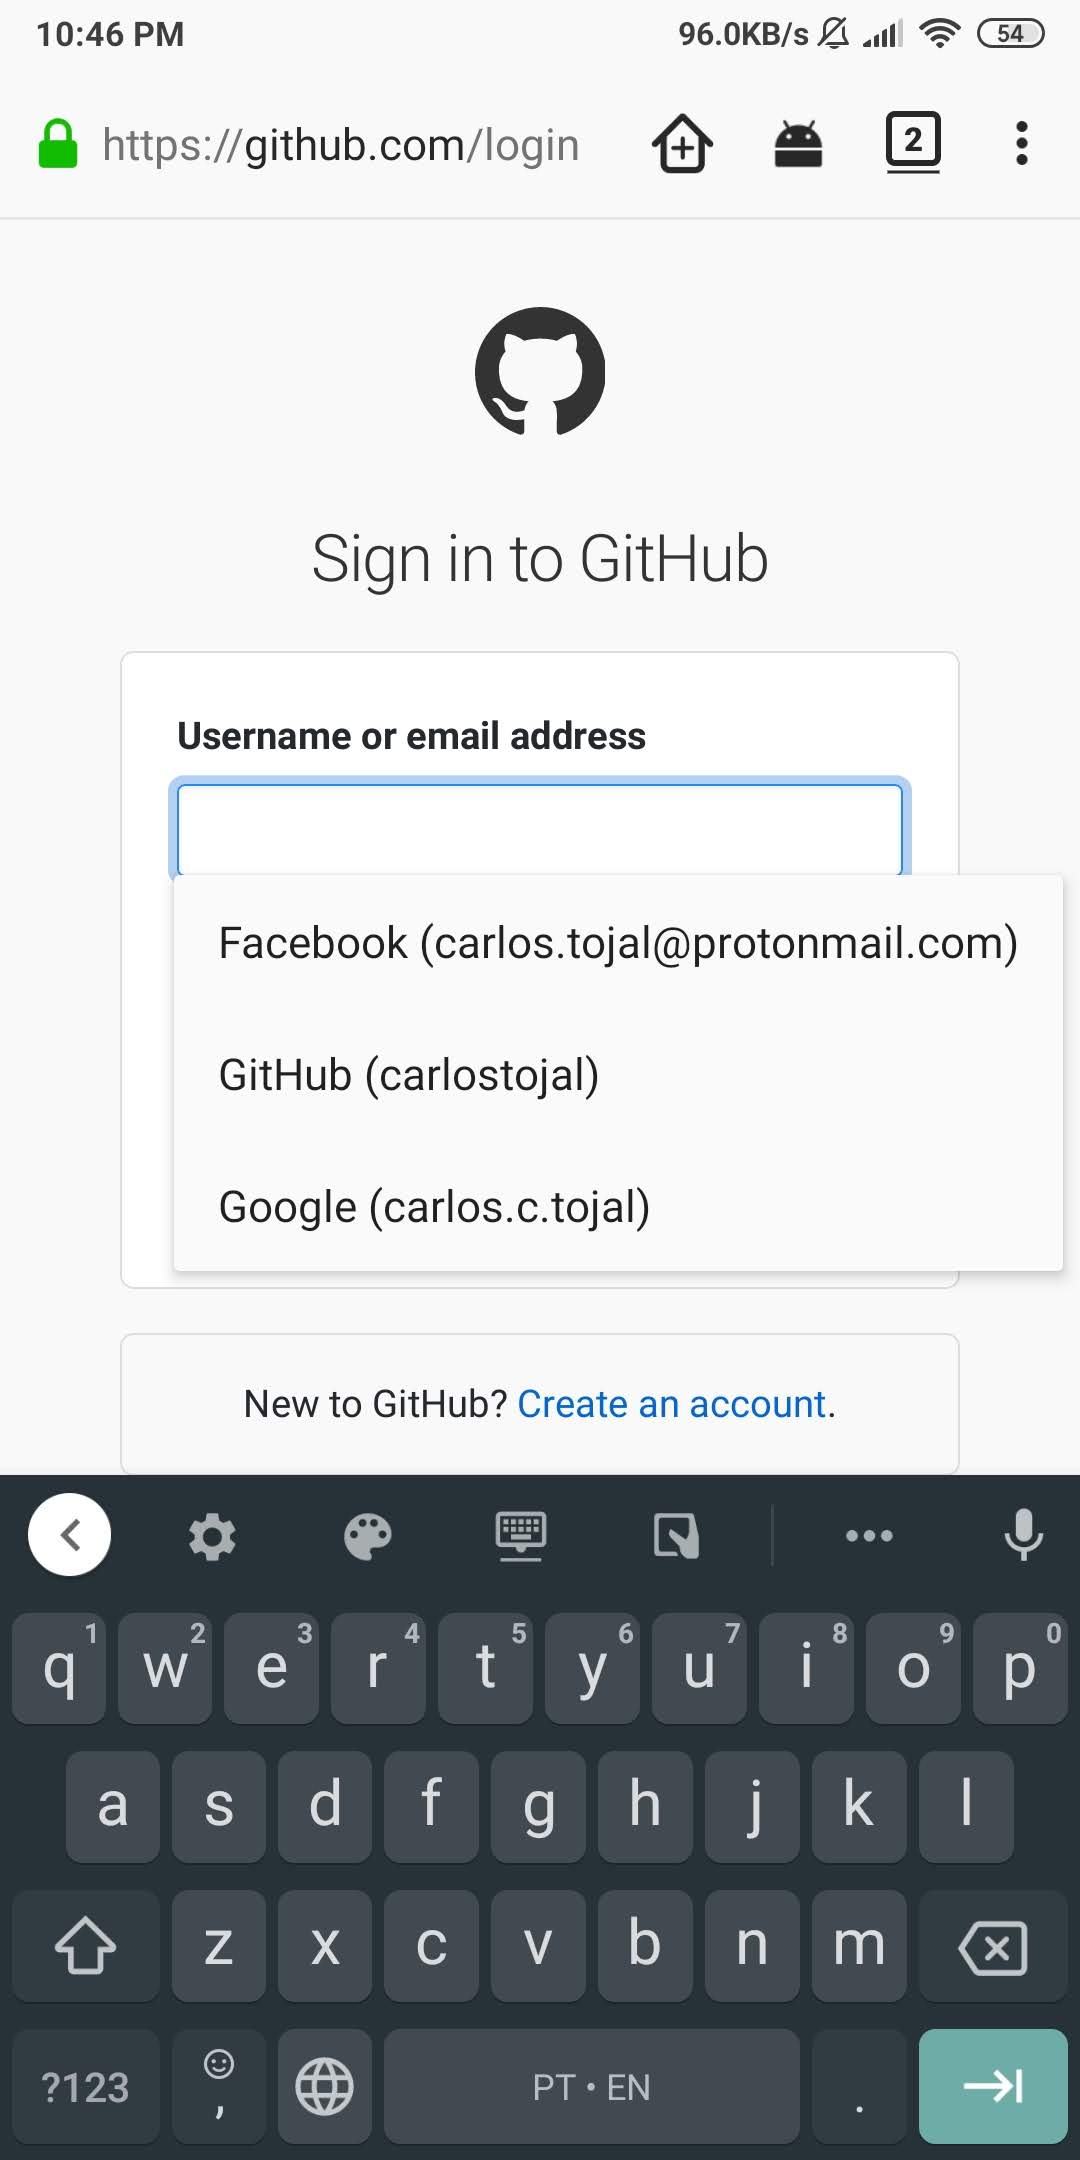 10:46 PM 96.0KB/s 54
https://github.com/login 2
Sign in to GitHub
Username or email address
Facebook (carlos.tojal@protonmail.com)
GitHub (carlostojal)
Google (carlos.c.tojal)
New to GitHub? Create an account.
q 1 w 2 e 3 r 4 t 5 y 6 u 7 i 8 o 9 p 0
a s d f g h j k l
z x c v b n m
?123 , PT • EN .